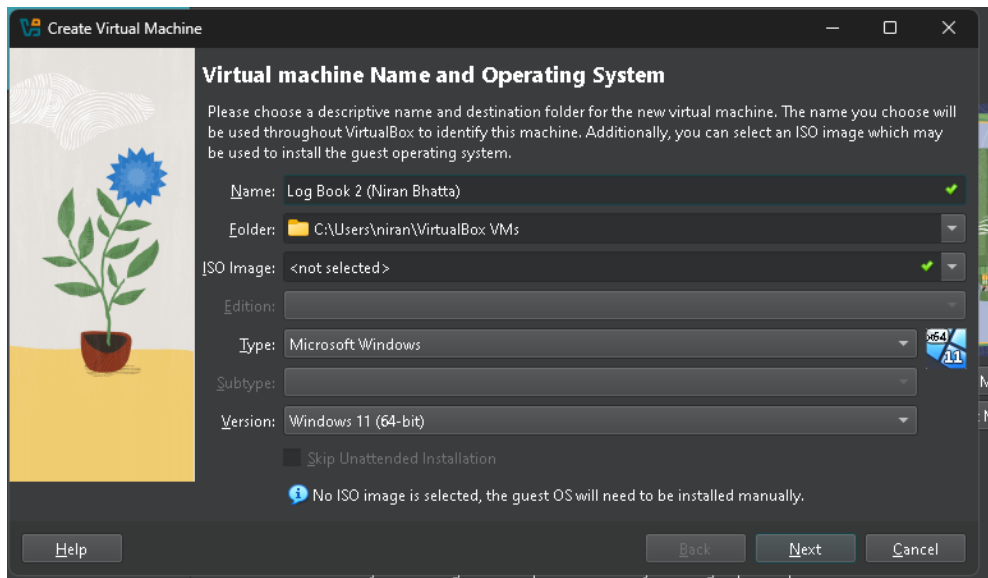 Create Virtual Machine
Virtual machine Name and Operating System
Please choose a descriptive name and destination folder for the new virtual machine. The name you choose will
be used throughout VirtualBox to identify this machine. Additionally, you can select an ISO image which may
be used to install the guest operating system.
Name: Log Book 2 (Niran Bhatta)
Folder: C:\Users\niran\VirtualBox VMs
ISO Image: <not selected>
Edition:
Type: Microsoft Windows
x64
11
Subtype:
Version: Windows 11 (64-bit)
Skip Unattended Installation
No ISO image is selected, the guest OS will need to be installed manually.
Help Back Next Cancel